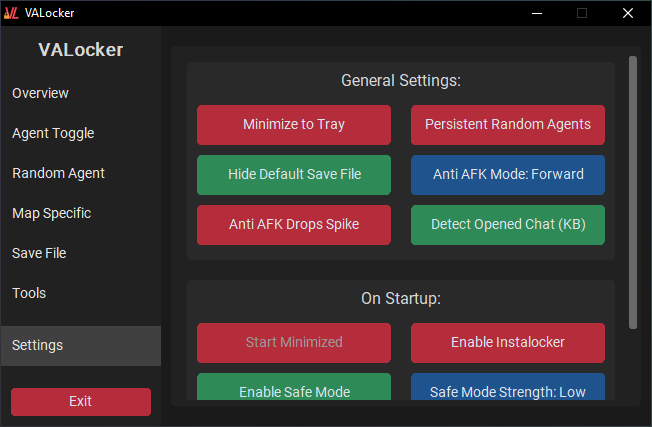 VALocker
VALocker
Overview
Agent Toggle
Random Agent
Map Specific
Save File
Tools
Settings
Exit
General Settings:
Minimize to Tray
Persistent Random Agents
Hide Default Save File
Anti AFK Mode: Forward
Anti AFK Drops Spike
Detect Opened Chat (KB)
On Startup:
Start Minimized
Enable Instalocker
Enable Safe Mode
Safe Mode Strength: Low